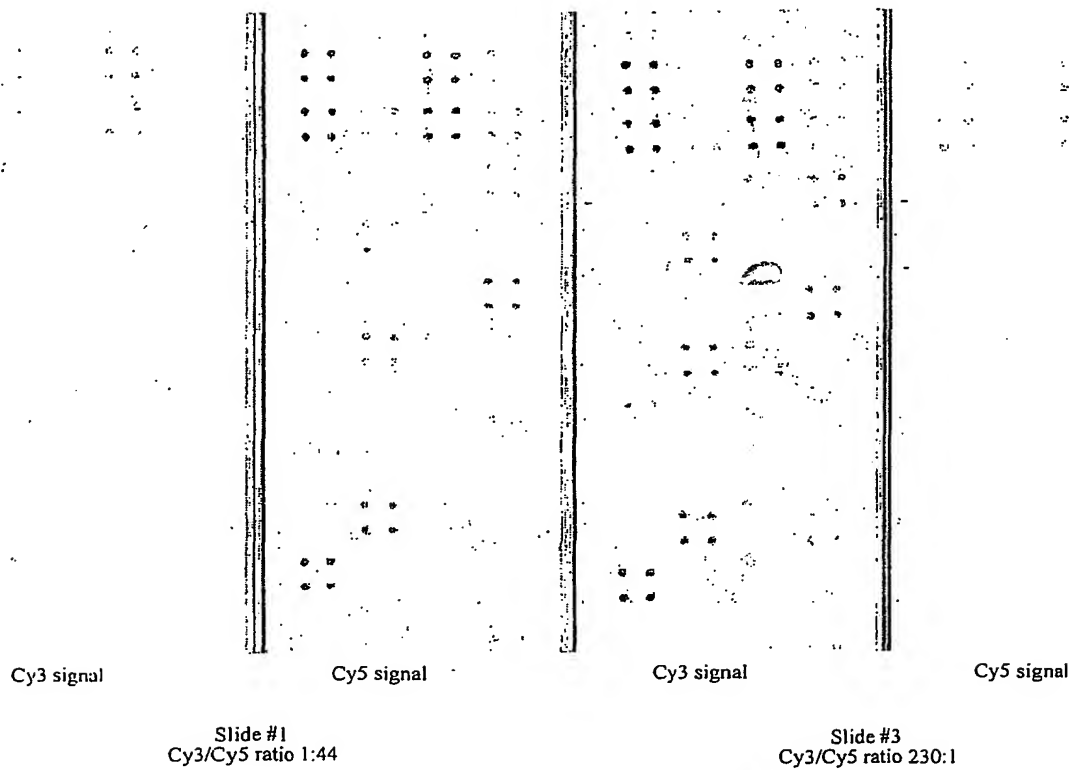 Cy3 signal
Cy5 signal
Cy3 signal
Cy5 signal
Slide #1
Cy3/Cy5 ratio 1:44
Slide #3
Cy3/Cy5 ratio 230:1